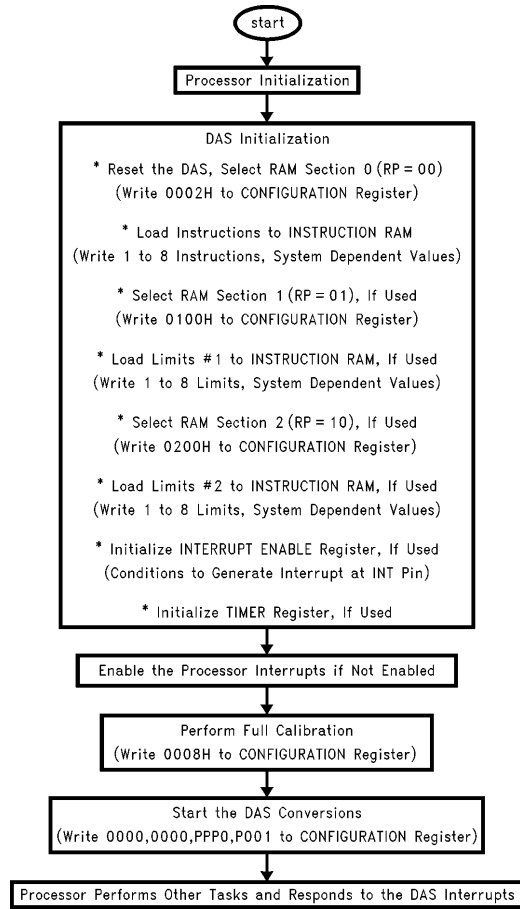 start
Processor Initialization
DAS Initialization
* Reset the DAS, Select RAM Section 0 (RP = 00)
(Write 0002H to CONFIGURATION Register)
* Load Instructions to INSTRUCTION RAM
(Write 1 to 8 Instructions, System Dependent Values)
* Select RAM Section 1 (RP = 01), If Used
(Write 0100H to CONFIGURATION Register)
* Load Limits #1 to INSTRUCTION RAM, If Used
(Write 1 to 8 Limits, System Dependent Values)
* Select RAM Section 2 (RP = 10), If Used
(Write 0200H to CONFIGURATION Register)
* Load Limits #2 to INSTRUCTION RAM, If Used
(Write 1 to 8 Limits, System Dependent Values)
* Initialize INTERRUPT ENABLE Register, If Used
(Conditions to Generate Interrupt at INT Pin)
* Initialize TIMER Register, If Used
Enable the Processor Interrupts if Not Enabled
Perform Full Calibration
(Write 0008H to CONFIGURATION Register)
Start the DAS Conversions
(Write 0000,0000,PPP0,P001 to CONFIGURATION Register)
Processor Performs Other Tasks and Responds to the DAS Interrupts